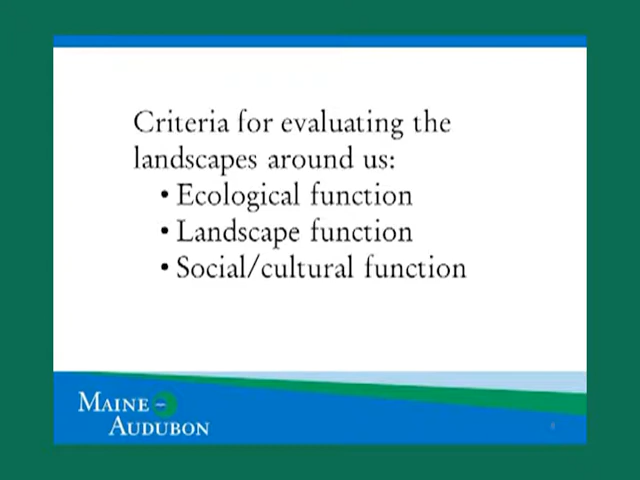 Criteria for evaluating the
landscapes around us:
• Ecological function
• Landscape function
• Social/cultural function
MAINE
AUDUBON